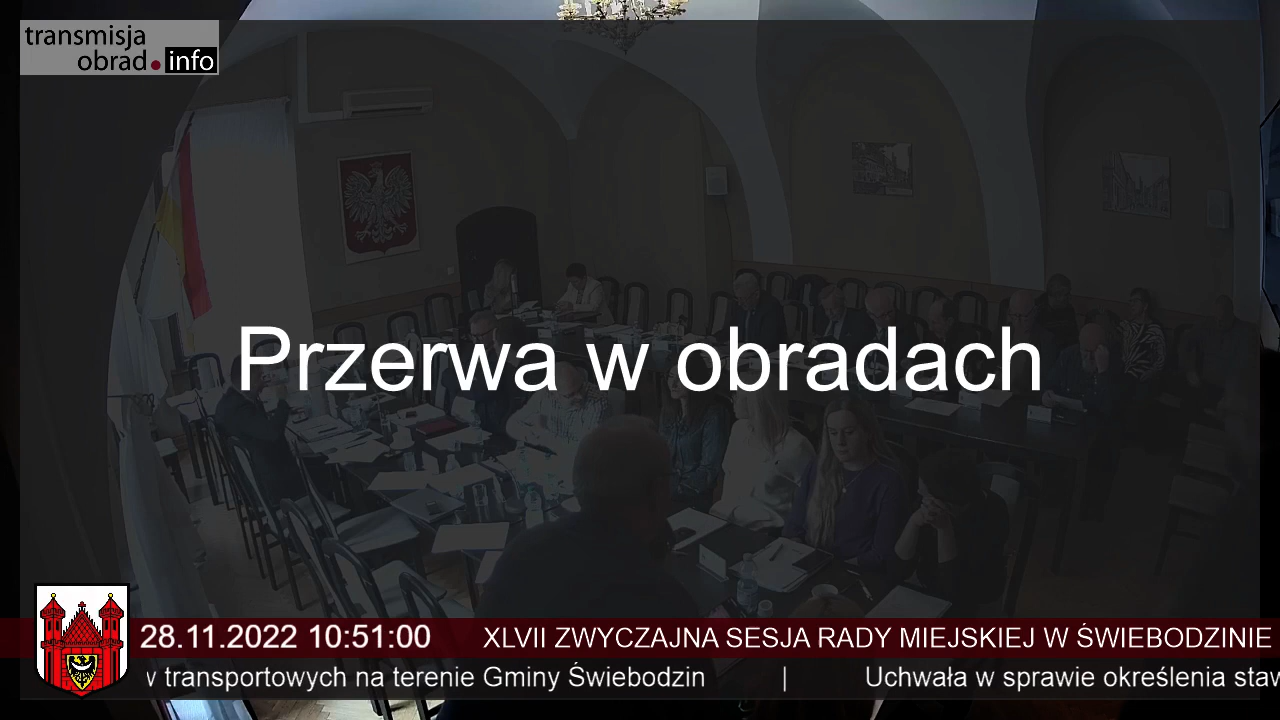 transmisja
obrad.info
Przerwa w obradach
28.11.2022 10:51:00 XLVII ZWYCZAJNA SESJA RADY MIEJSKIEJ W ŚWIEBODZINIE
w transportowych na terenie Gminy Świebodzin | Uchwała w sprawie określenia staw